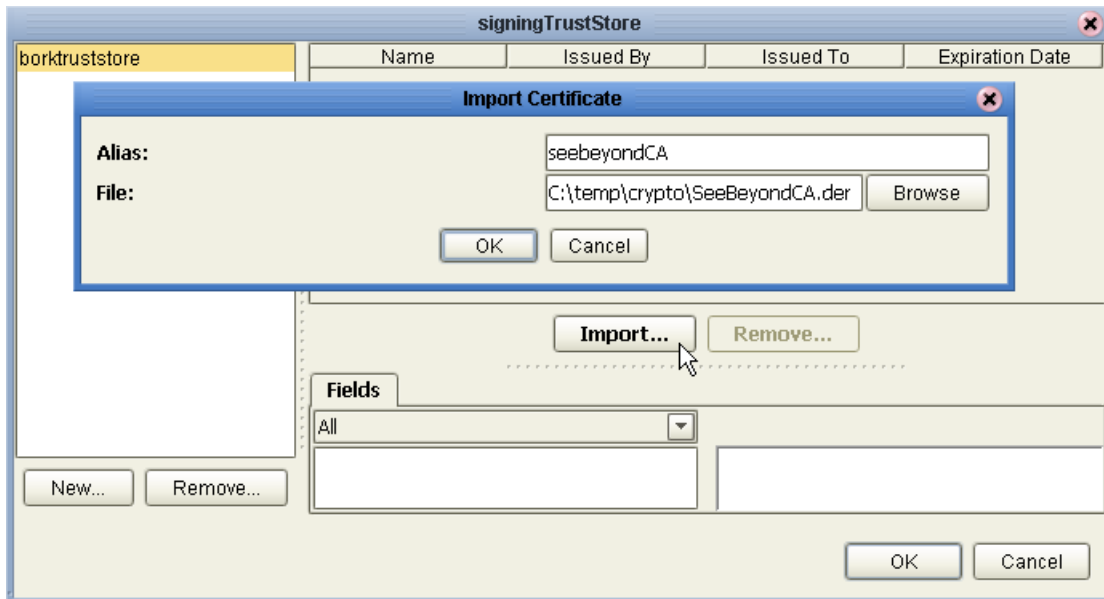 signingTrustStore
borktruststore
Name Issued By Issued To Expiration Date
Import Certificate
Alias: seebeyondCA
File: C:\temp\crypto\SeeBeyondCA.der Browse
OK Cancel
Import... Remove...
Fields
All
New... Remove...
OK Cancel